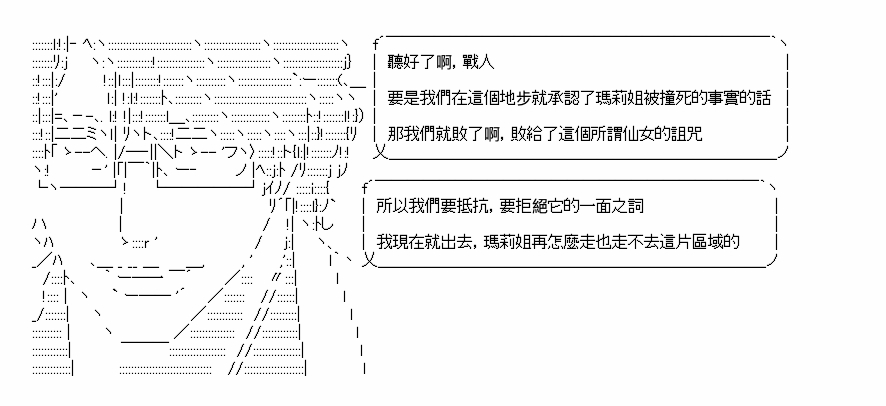 聽好了啊，戰人
要是我們在這個地步就承認了瑪莉姐被撞死的事實的話
那我們就敗了啊，敗給了這個所謂仙女的詛咒
所以我們要抵抗，要拒絕它的一面之詞
我現在就出去，瑪莉姐再怎麼走也走不去這片區域的